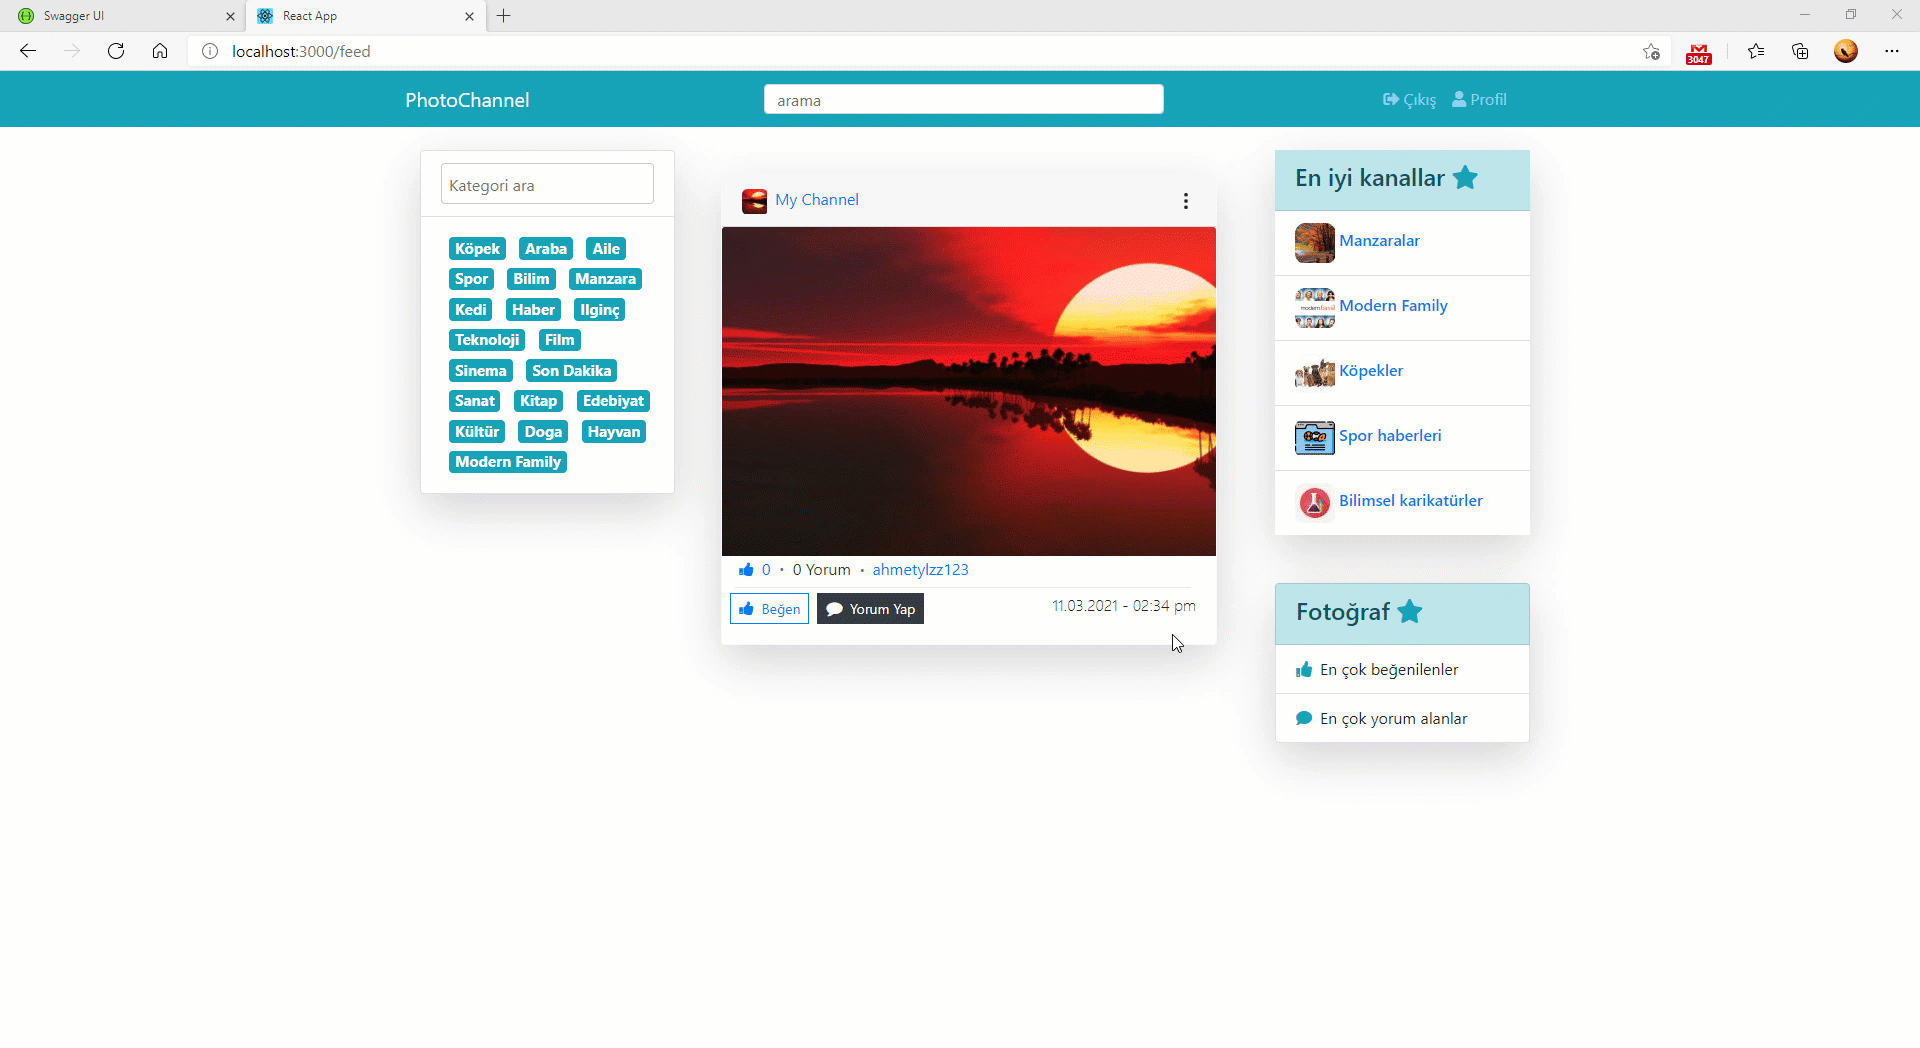 Swagger UI
React App
localhost:3000/feed
3047
PhotoChannel
arama
Çıkış
Profil
Kategori ara
Köpek Araba Aile
Spor Bilim Manzara
Kedi Haber Ilginç
Teknoloji Film
Sinema Son Dakika
Sanat Kitap Edebiyat
Kültür Doga Hayvan
Modern Family
My Channel
0 · 0 Yorum · ahmetylzz123
Beğen Yorum Yap 11.03.2021 - 02:34 pm
En iyi kanallar
Manzaralar
Modern Family
Köpekler
Spor haberleri
Bilimsel karikatürler
Fotoğraf
En çok beğenilenler
En çok yorum alanlar